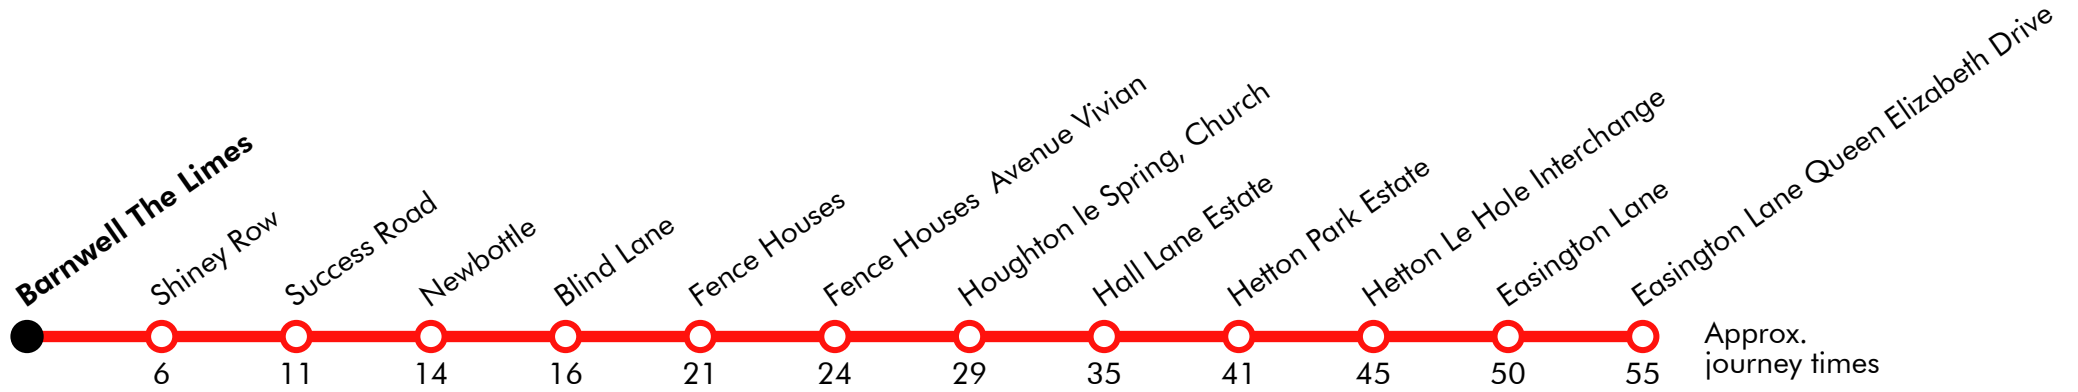 Barnwell The Limes
Shiney Row
Success Road
Newbottle
Blind Lane
Fence Houses
Fence Houses Avenue Vivian
Houghton le Spring, Church
Hall Lane Estate
Hetton Park Estate
Hetton Le Hole Interchange
Easington Lane
Easington Lane Queen Elizabeth Drive
6 11 14 16 21 24 29 35 41 45 50 55
Approx.
journey times